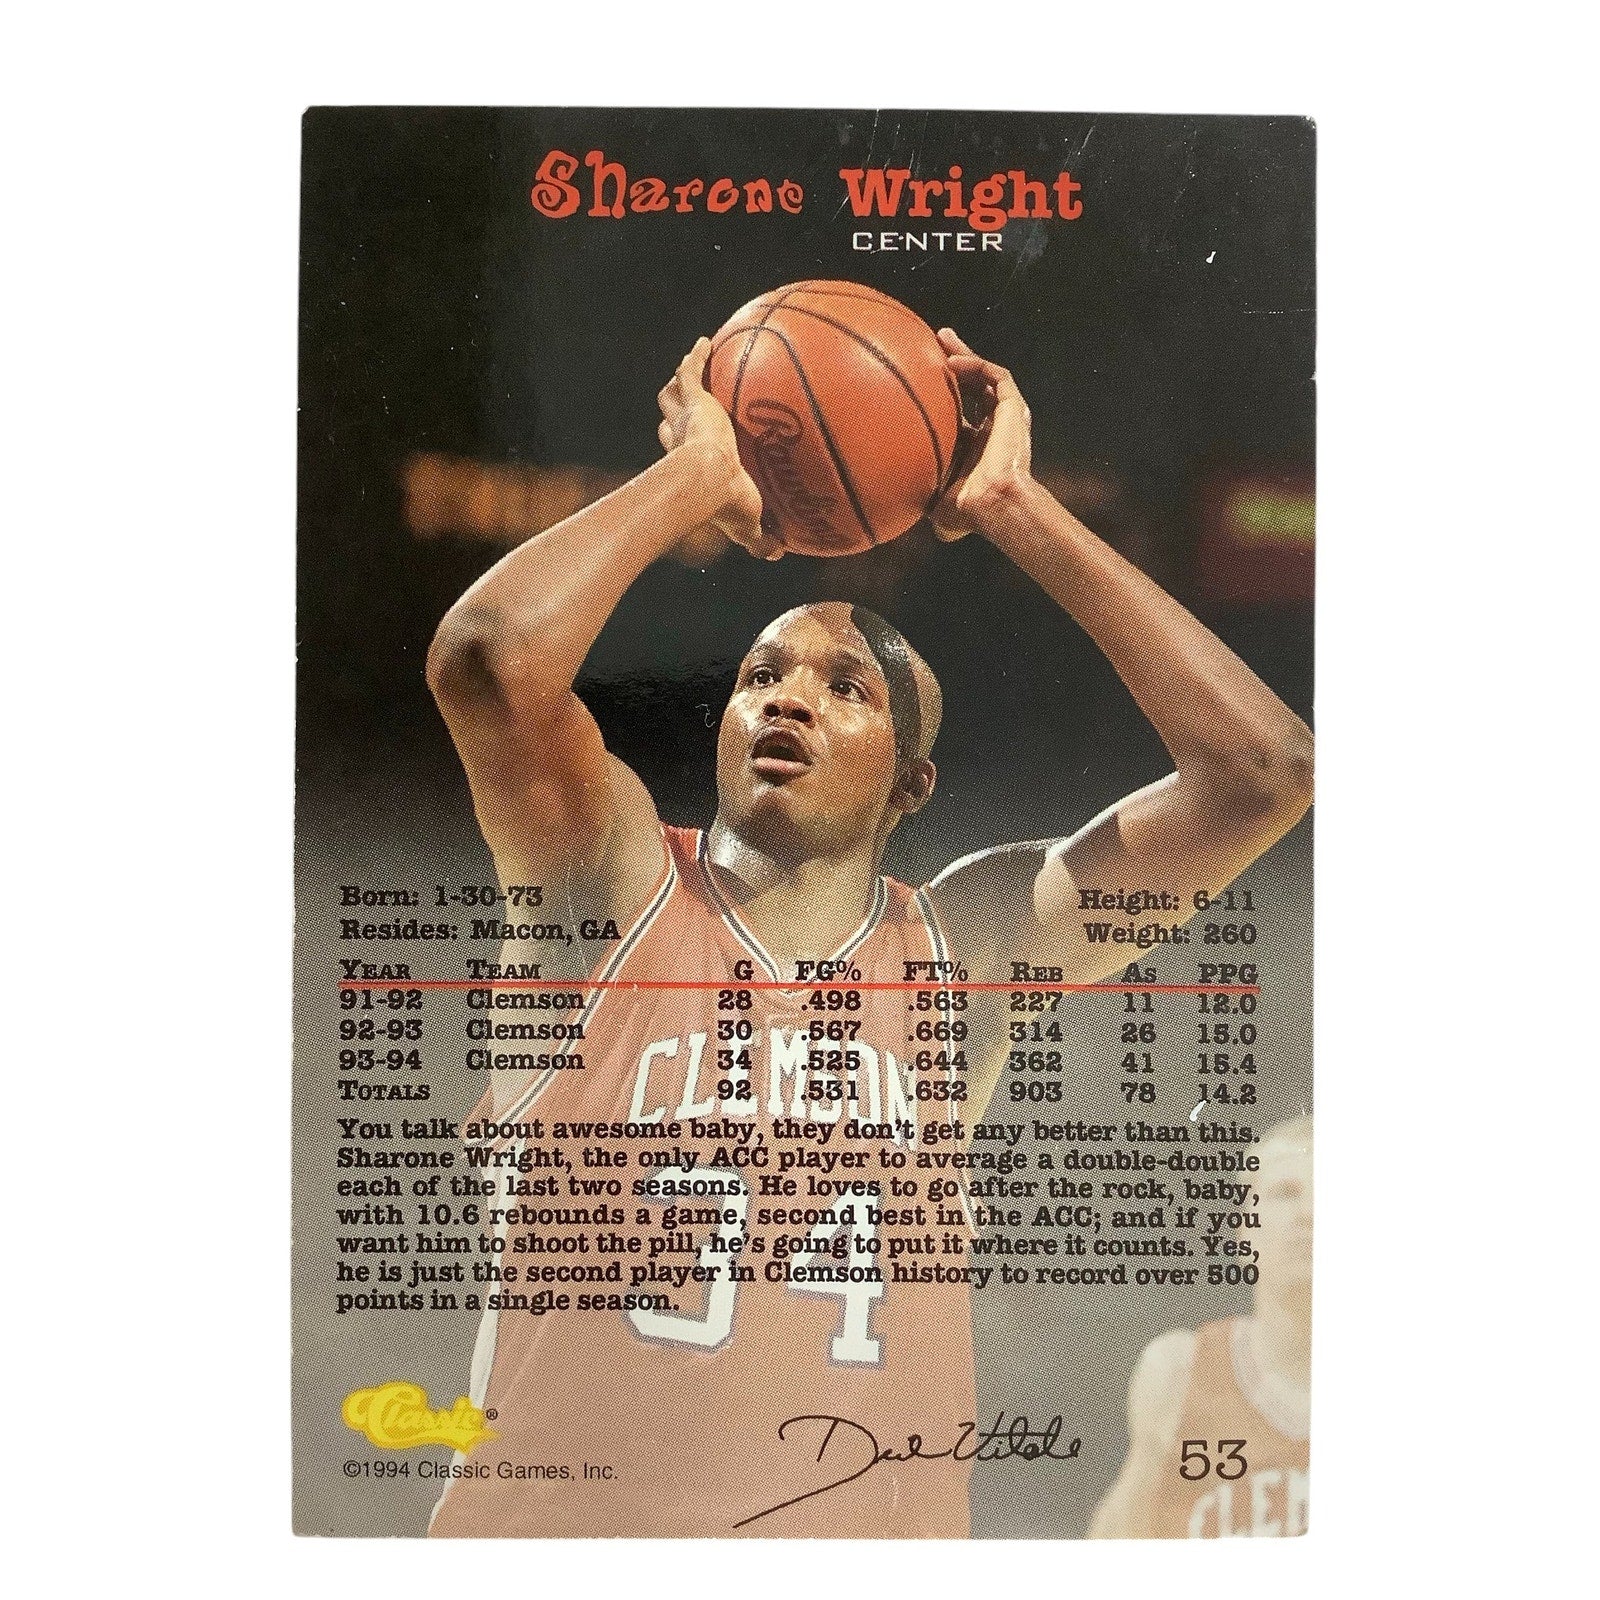 Sharone Wright
CENTER
Born: 1-30-73 Height: 6-11
Resides: Macon, GA Weight: 260
YEAR TEAM G FG% FT% REB AS PPG
91-92 Clemson 28 .498 .563 227 11 12.0
92-93 Clemson 30 .567 .669 314 26 15.0
93-94 Clemson 34 .525 .644 362 41 15.4
TOTALS 92 .531 .632 903 78 14.2
CLEMSON
34
You talk about awesome baby, they don't get any better than this.
Sharone Wright, the only ACC player to average a double-double
each of the last two seasons. He loves to go after the rock, baby,
with 10.6 rebounds a game, second best in the ACC; and if you
want him to shoot the pill, he's going to put it where it counts. Yes,
he is just the second player in Clemson history to record over 500
points in a single season.
Classic®
©1994 Classic Games, Inc.
Dick Vitale
53
CLEM